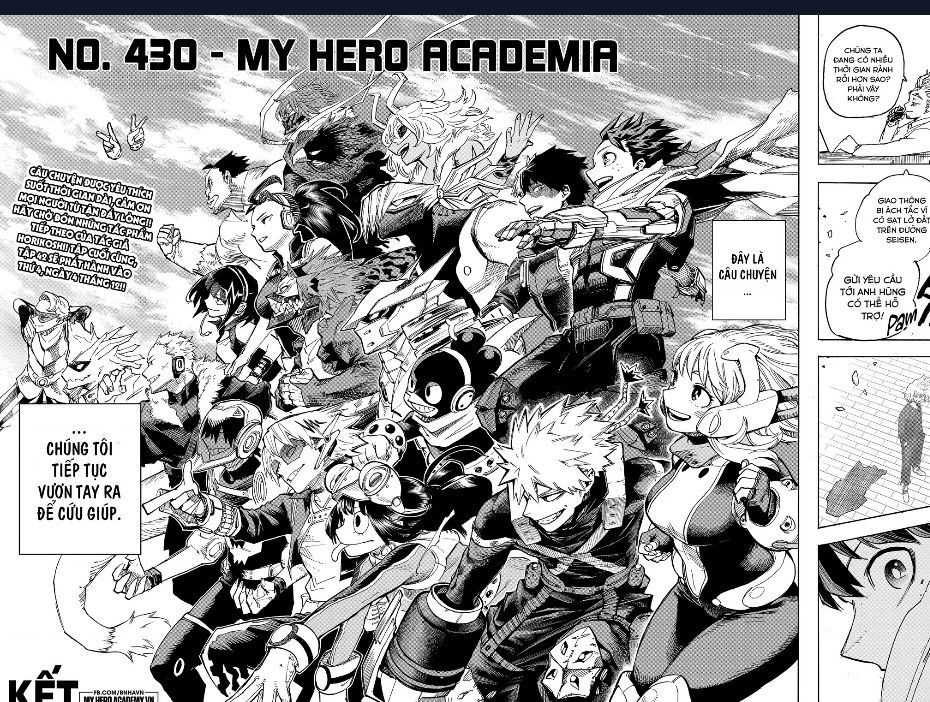 NO. 430 - MY HERO ACADEMIA
CÂU CHUYỆN ĐƯỢC YÊU THÍCH
SUỐT THỜI GIAN DÀI, CẢM ƠN
MỌI NGƯỜI TỪ TẬN ĐÁY LÒNG!!
HÃY CHỜ ĐÓN NHỮNG TÁC PHẨM
TIẾP THEO CỦA TÁC GIẢ
HORIKOSHI! TẬP CUỐI CÙNG,
TẬP 42 SẼ PHÁT HÀNH VÀO
THỨ 4, NGÀY 4 THÁNG 12!!
ĐÂY LÀ
CÂU CHUYỆN
...
...
CHÚNG TÔI
TIẾP TỤC
VƯƠN TAY RA
ĐỂ CỨU GIÚP.
KẾT
FB.COM/BNHAVN
MY HERO ACADEMY VN
CHÚNG TA
ĐANG CÓ NHIỀU
THỜI GIAN RẢNH
RỖI HƠN SAO?
PHẢI VẬY
KHÔNG?
GIAO THÔNG
BỊ ÁCH TẮC VÌ
CÓ SẠT LỞ ĐẤT
TRÊN ĐƯỜNG
SEISEN.
GỬI YÊU CẦU
TỚI ANH HÙNG
CÓ THỂ HỖ
TRỢ!
PAM